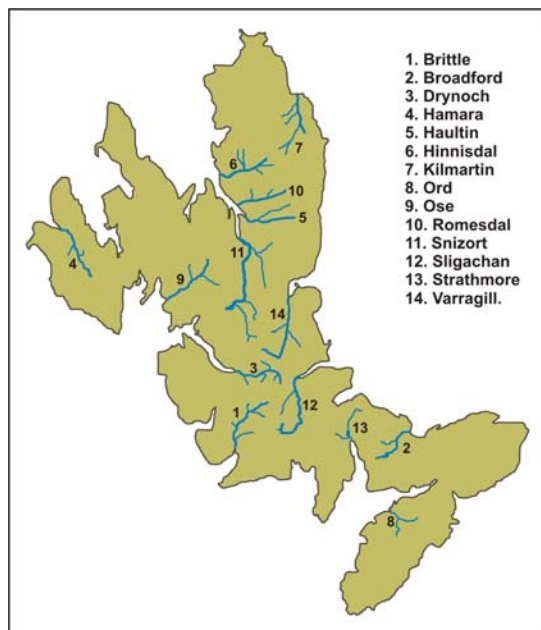 1. Brittle
2. Broadford
3. Drynoch
4. Hamara
5. Haultin
6. Hinnisdal
7. Kilmartin
8. Ord
9. Ose
10. Romesdal
11. Snizort
12. Sligachan
13. Strathmore
14. Varragill.
7
6
10
5
11
4
9
14
3
1
12
13
2
8